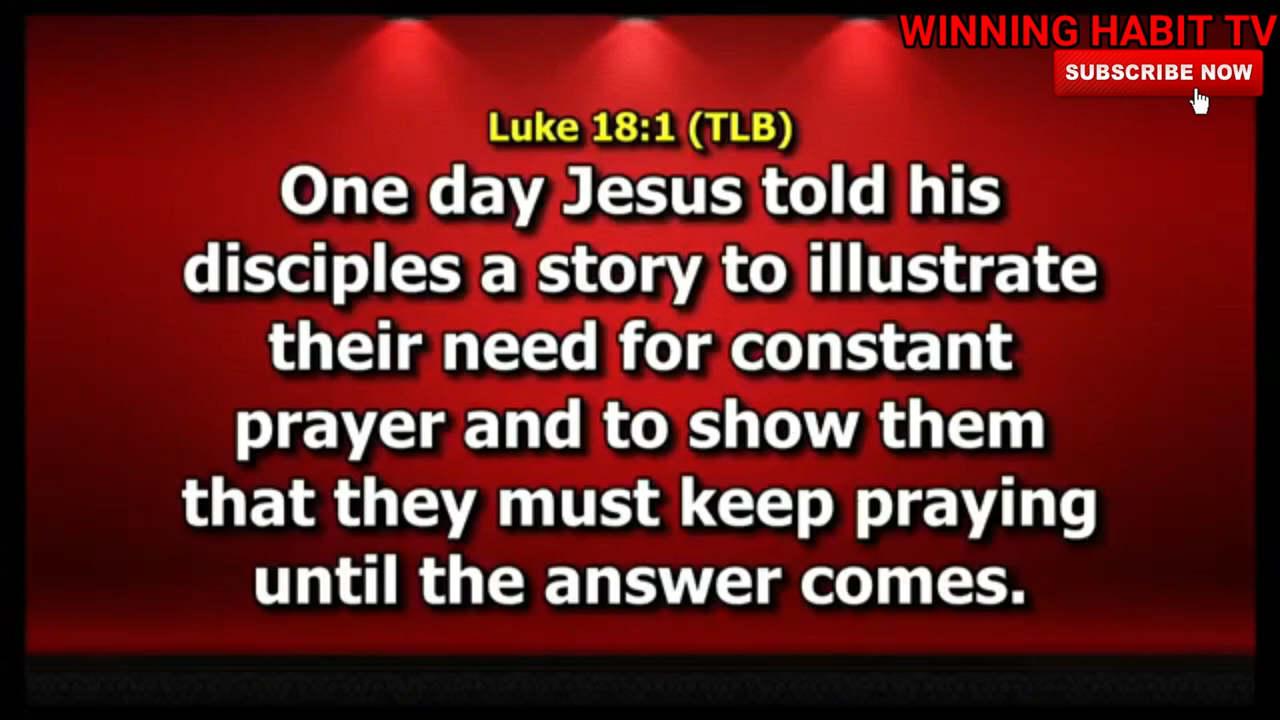 WINNING HABIT TV
SUBSCRIBE NOW
Luke 18:1 (TLB)
One day Jesus told his
disciples a story to illustrate
their need for constant
prayer and to show them
that they must keep praying
until the answer comes.